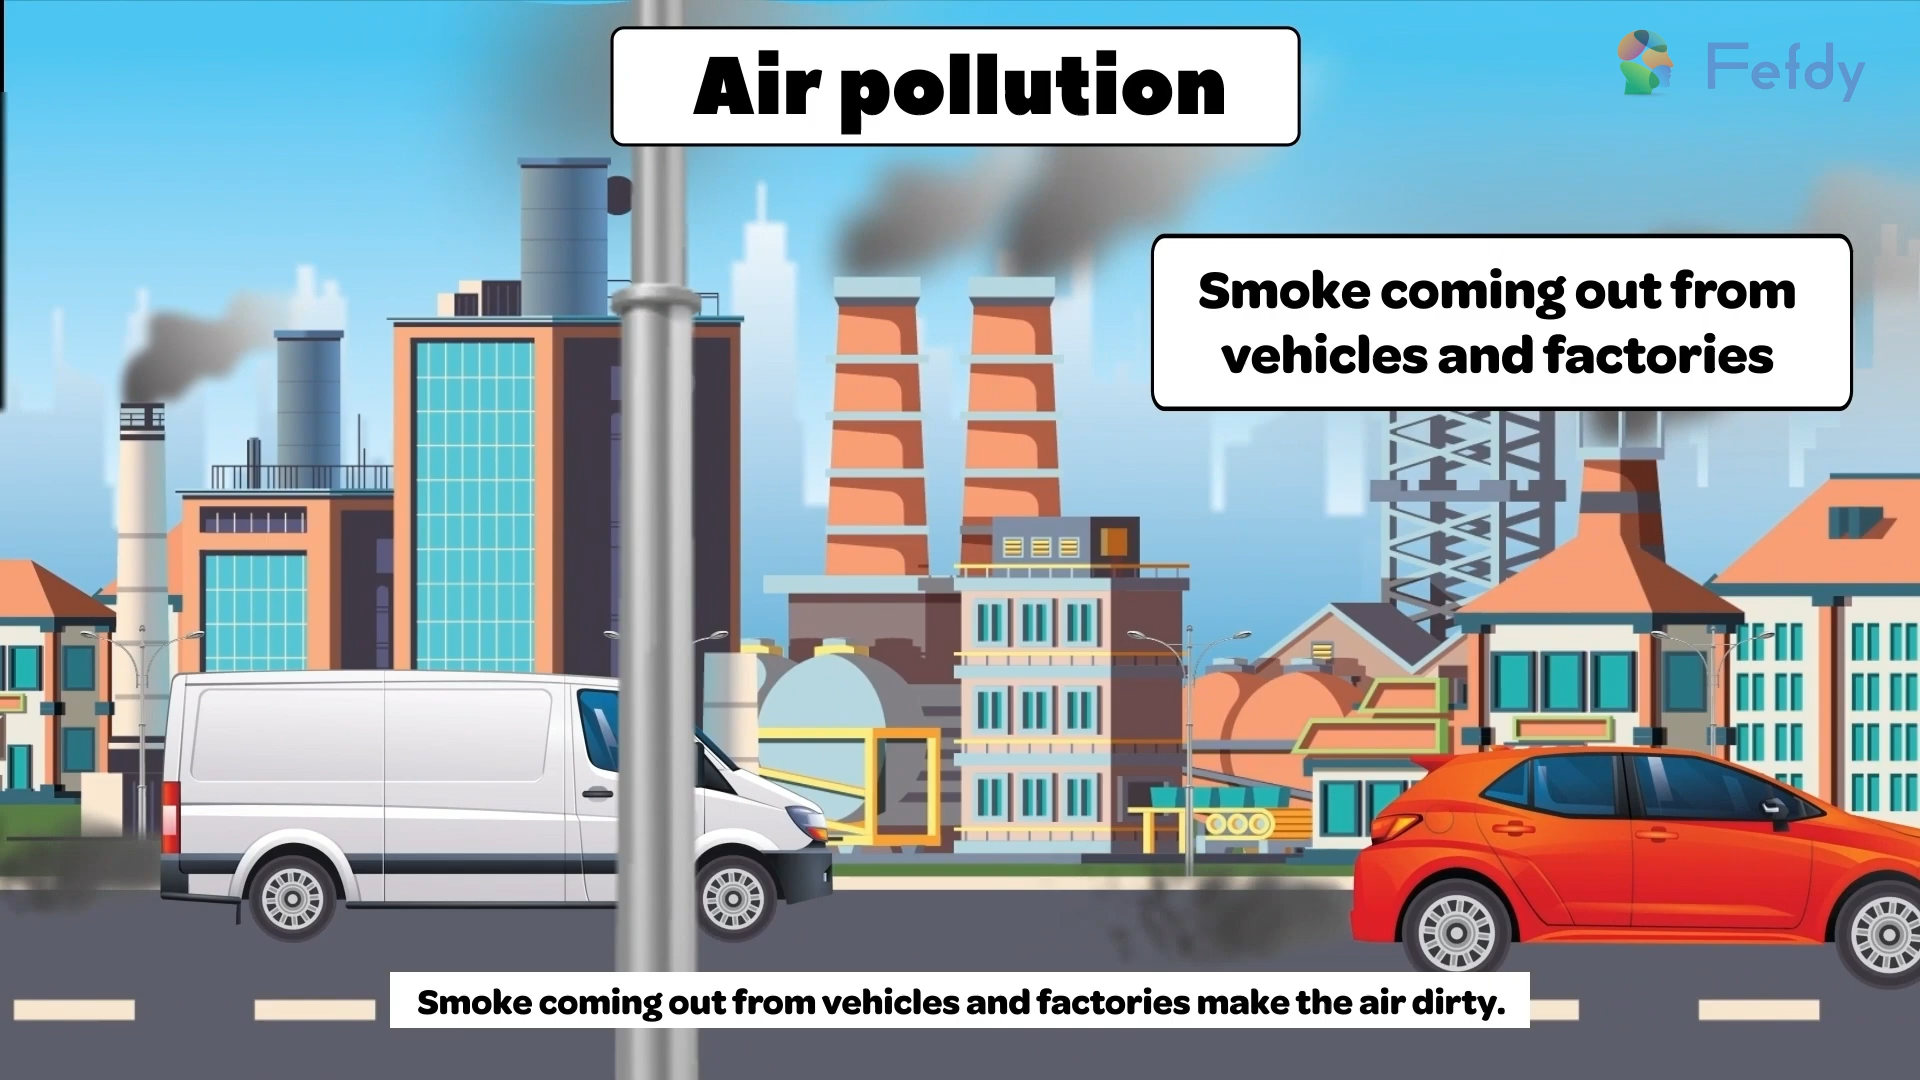 Air pollution
Fefdy
Smoke coming out from
vehicles and factories
Smoke coming out from vehicles and factories make the air dirty.